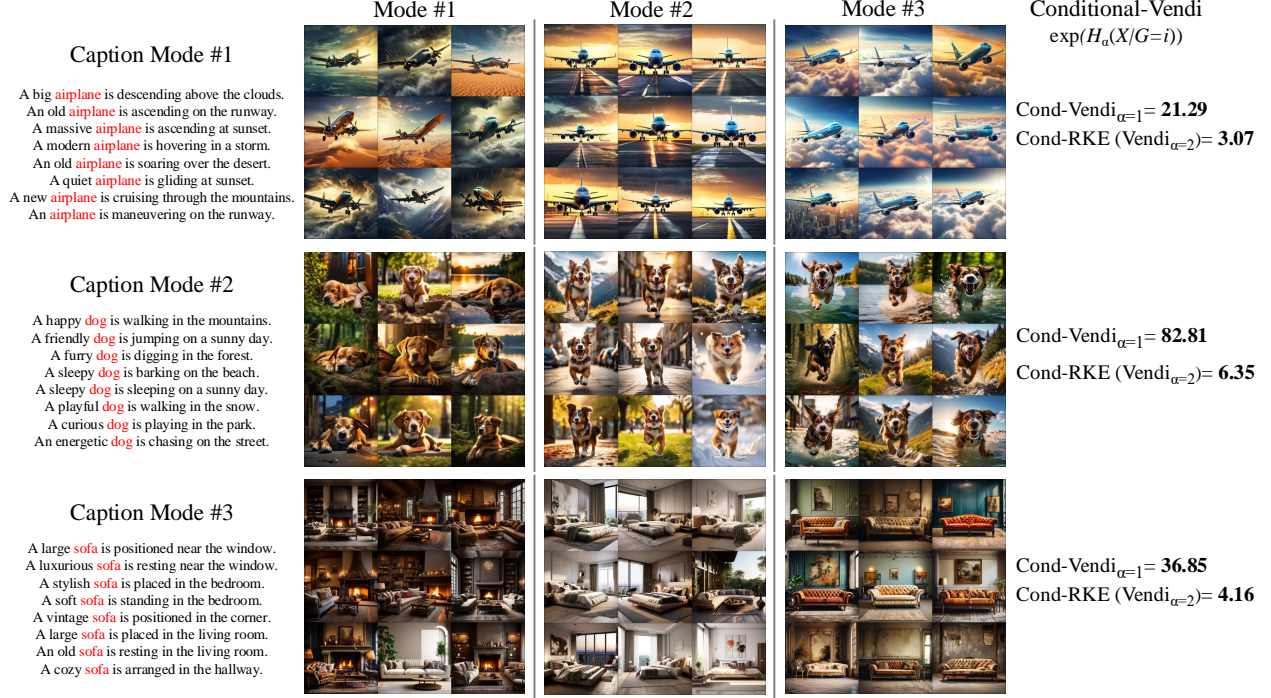 Mode #1
Mode #2
Mode #3
Conditional-Vendi
exp(H_α(X/G=i))
Caption Mode #1
A big airplane is descending above the clouds.
An old airplane is ascending on the runway.
A massive airplane is ascending at sunset.
A modern airplane is hovering in a storm.
An old airplane is soaring over the desert.
A quiet airplane is gliding at sunset.
A new airplane is cruising through the mountains.
An airplane is maneuvering on the runway.
Cond-Vendi_α=1= 21.29
Cond-RKE (Vendi_α=2)= 3.07
Caption Mode #2
A happy dog is walking in the mountains.
A friendly dog is jumping on a sunny day.
A furry dog is digging in the forest.
A sleepy dog is barking on the beach.
A sleepy dog is sleeping on a sunny day.
A playful dog is walking in the snow.
A curious dog is playing in the park.
An energetic dog is chasing on the street.
Cond-Vendi_α=1= 82.81
Cond-RKE (Vendi_α=2)= 6.35
Caption Mode #3
A large sofa is positioned near the window.
A luxurious sofa is resting near the window.
A stylish sofa is placed in the bedroom.
A soft sofa is standing in the bedroom.
A vintage sofa is positioned in the corner.
A large sofa is placed in the living room.
An old sofa is resting in the living room.
A cozy sofa is arranged in the hallway.
Cond-Vendi_α=1= 36.85
Cond-RKE (Vendi_α=2)= 4.16